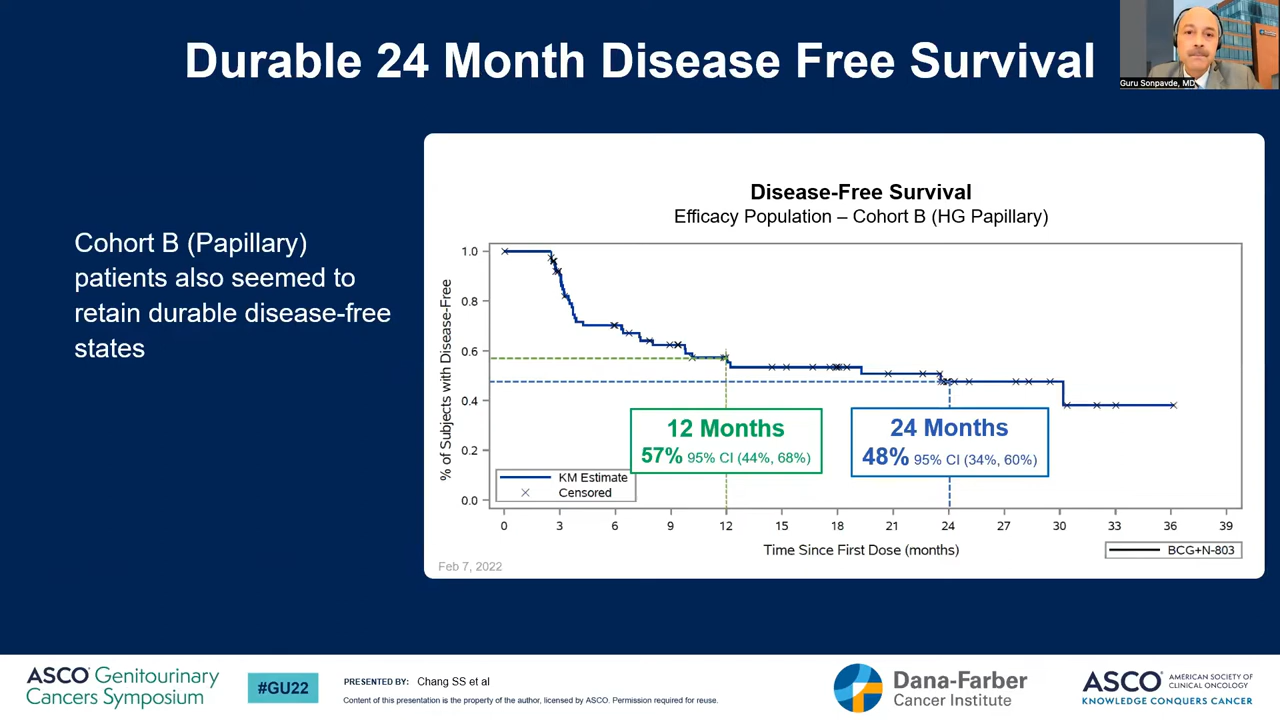 Durable 24 Month Disease Free Survival
Guru Sonpavde, MD
Cohort B (Papillary)
patients also seemed to
retain durable disease-free
states
Disease-Free Survival
Efficacy Population – Cohort B (HG Papillary)
% of Subjects with Disease-Free
1.0
0.8
0.6
0.4
0.2
0.0
12 Months
57% 95% CI (44%, 68%)
24 Months
48% 95% CI (34%, 60%)
KM Estimate
Censored
0 3 6 9 12 15 18 21 24 27 30 33 36 39
Time Since First Dose (months)
BCG+N-803
Feb 7, 2022
ASCO Genitourinary
Cancers Symposium
#GU22
PRESENTED BY: Chang SS et al
Content of this presentation is the property of the author, licensed by ASCO. Permission required for reuse.
Dana-Farber
Cancer Institute
ASCO AMERICAN SOCIETY OF
CLINICAL ONCOLOGY
KNOWLEDGE CONQUERS CANCER